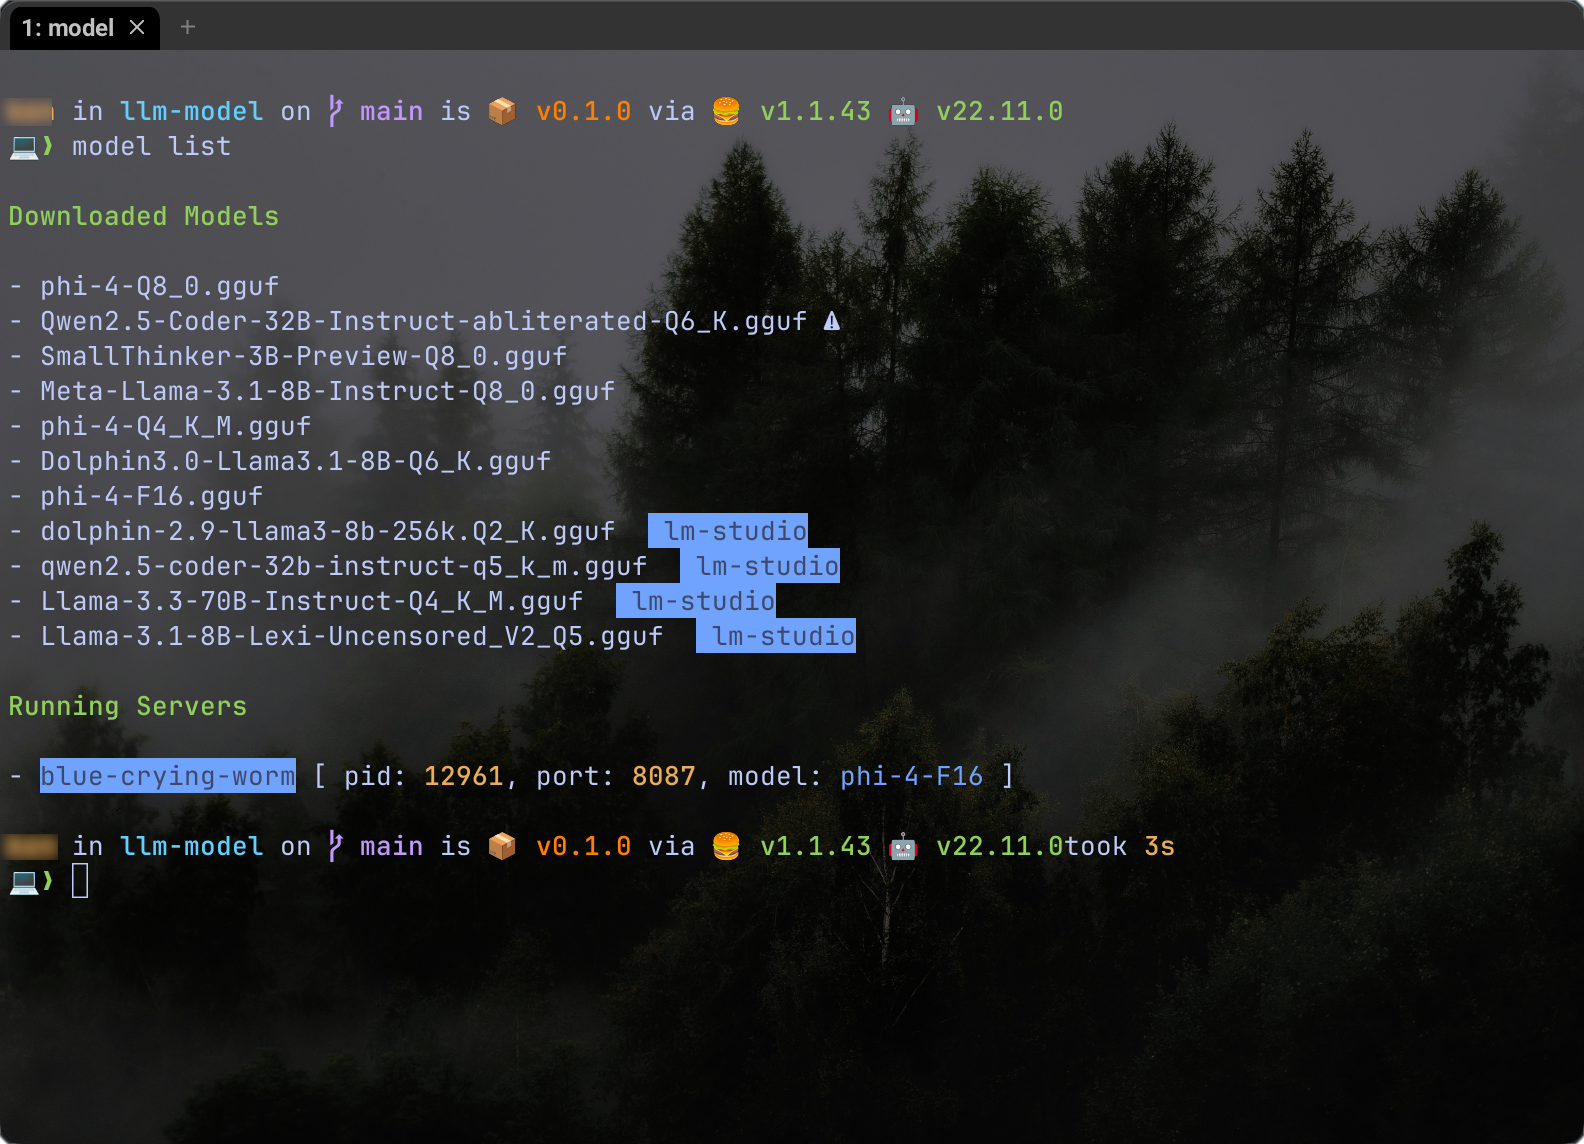 1: model
in llm-model on main is v0.1.0 via v1.1.43 v22.11.0
model list
Downloaded Models
- phi-4-Q8_0.gguf
- Qwen2.5-Coder-32B-Instruct-abliterated-Q6_K.gguf
- SmallThinker-3B-Preview-Q8_0.gguf
- Meta-Llama-3.1-8B-Instruct-Q8_0.gguf
- phi-4-Q4_K_M.gguf
- Dolphin3.0-Llama3.1-8B-Q6_K.gguf
- phi-4-F16.gguf
- dolphin-2.9-llama3-8b-256k.Q2_K.gguf lm-studio
- qwen2.5-coder-32b-instruct-q5_k_m.gguf lm-studio
- Llama-3.3-70B-Instruct-Q4_K_M.gguf lm-studio
- Llama-3.1-8B-Lexi-Uncensored_V2_Q5.gguf lm-studio
Running Servers
- blue-crying-worm [ pid: 12961, port: 8087, model: phi-4-F16 ]
in llm-model on main is v0.1.0 via v1.1.43 v22.11.0took 3s